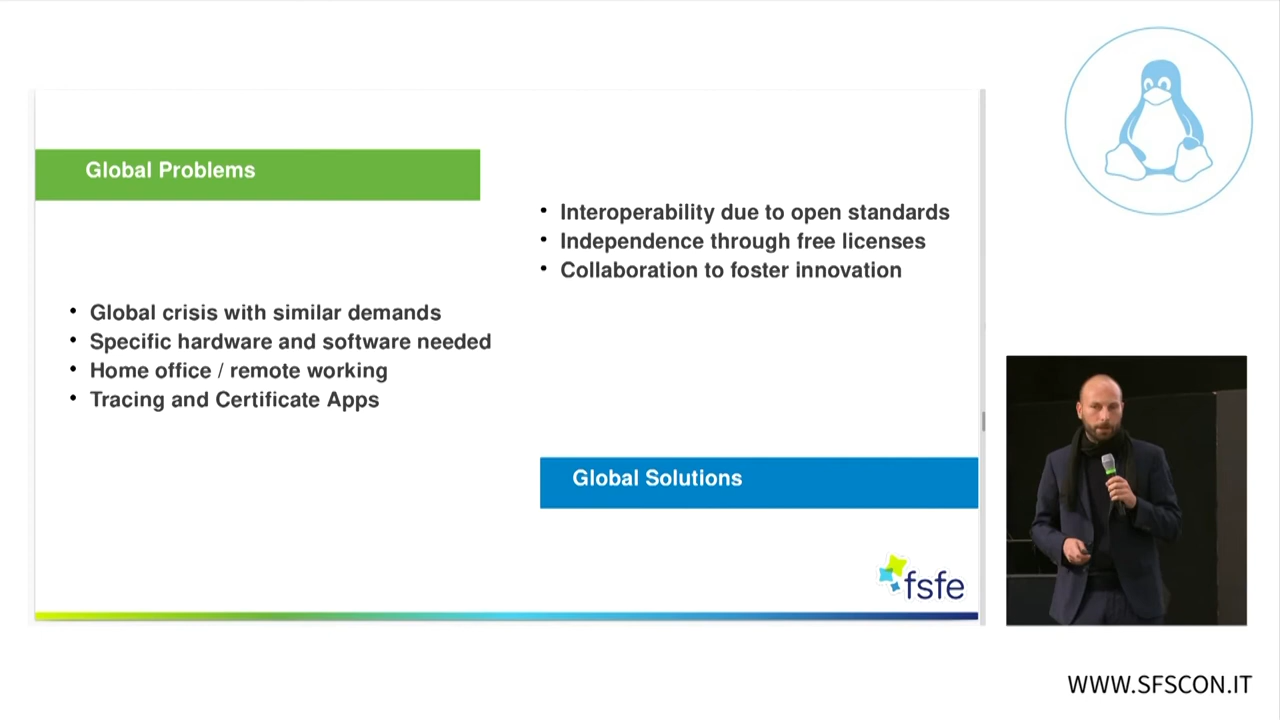 Global Problems
• Global crisis with similar demands
• Specific hardware and software needed
• Home office / remote working
• Tracing and Certificate Apps
• Interoperability due to open standards
• Independence through free licenses
• Collaboration to foster innovation
Global Solutions
fsfe
WWW.SFSCON.IT